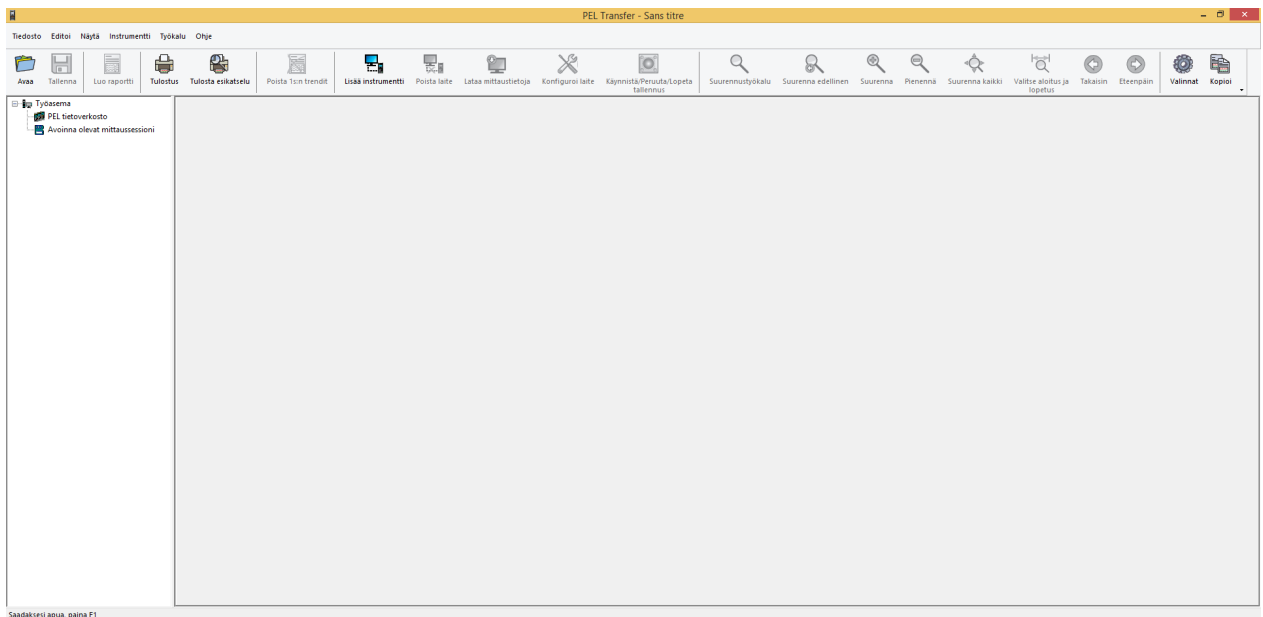 PEL Transfer - Sans titre
Tiedosto Editoi Näytä Instrumentti Työkalu Ohje
Avaa Tallenna Luo raportti Tulostus Tulosta esikatselu Poista 1s:n trendit Lisää instrumentti Poista laite Lataa mittaustietoja Konfiguroi laite Käynnistä/Peruuta/Lopeta tallennus Suurennustyökalu Suurenna edellinen Suurenna Pienennä Suurenna kaikki Valitse aloitus ja lopetus Takaisin Eteenpäin Valinnat Kopioi
Työasema
PEL tietoverkosto
Avoinna olevat mittaussessioni
Saadaksesi apua, paina F1